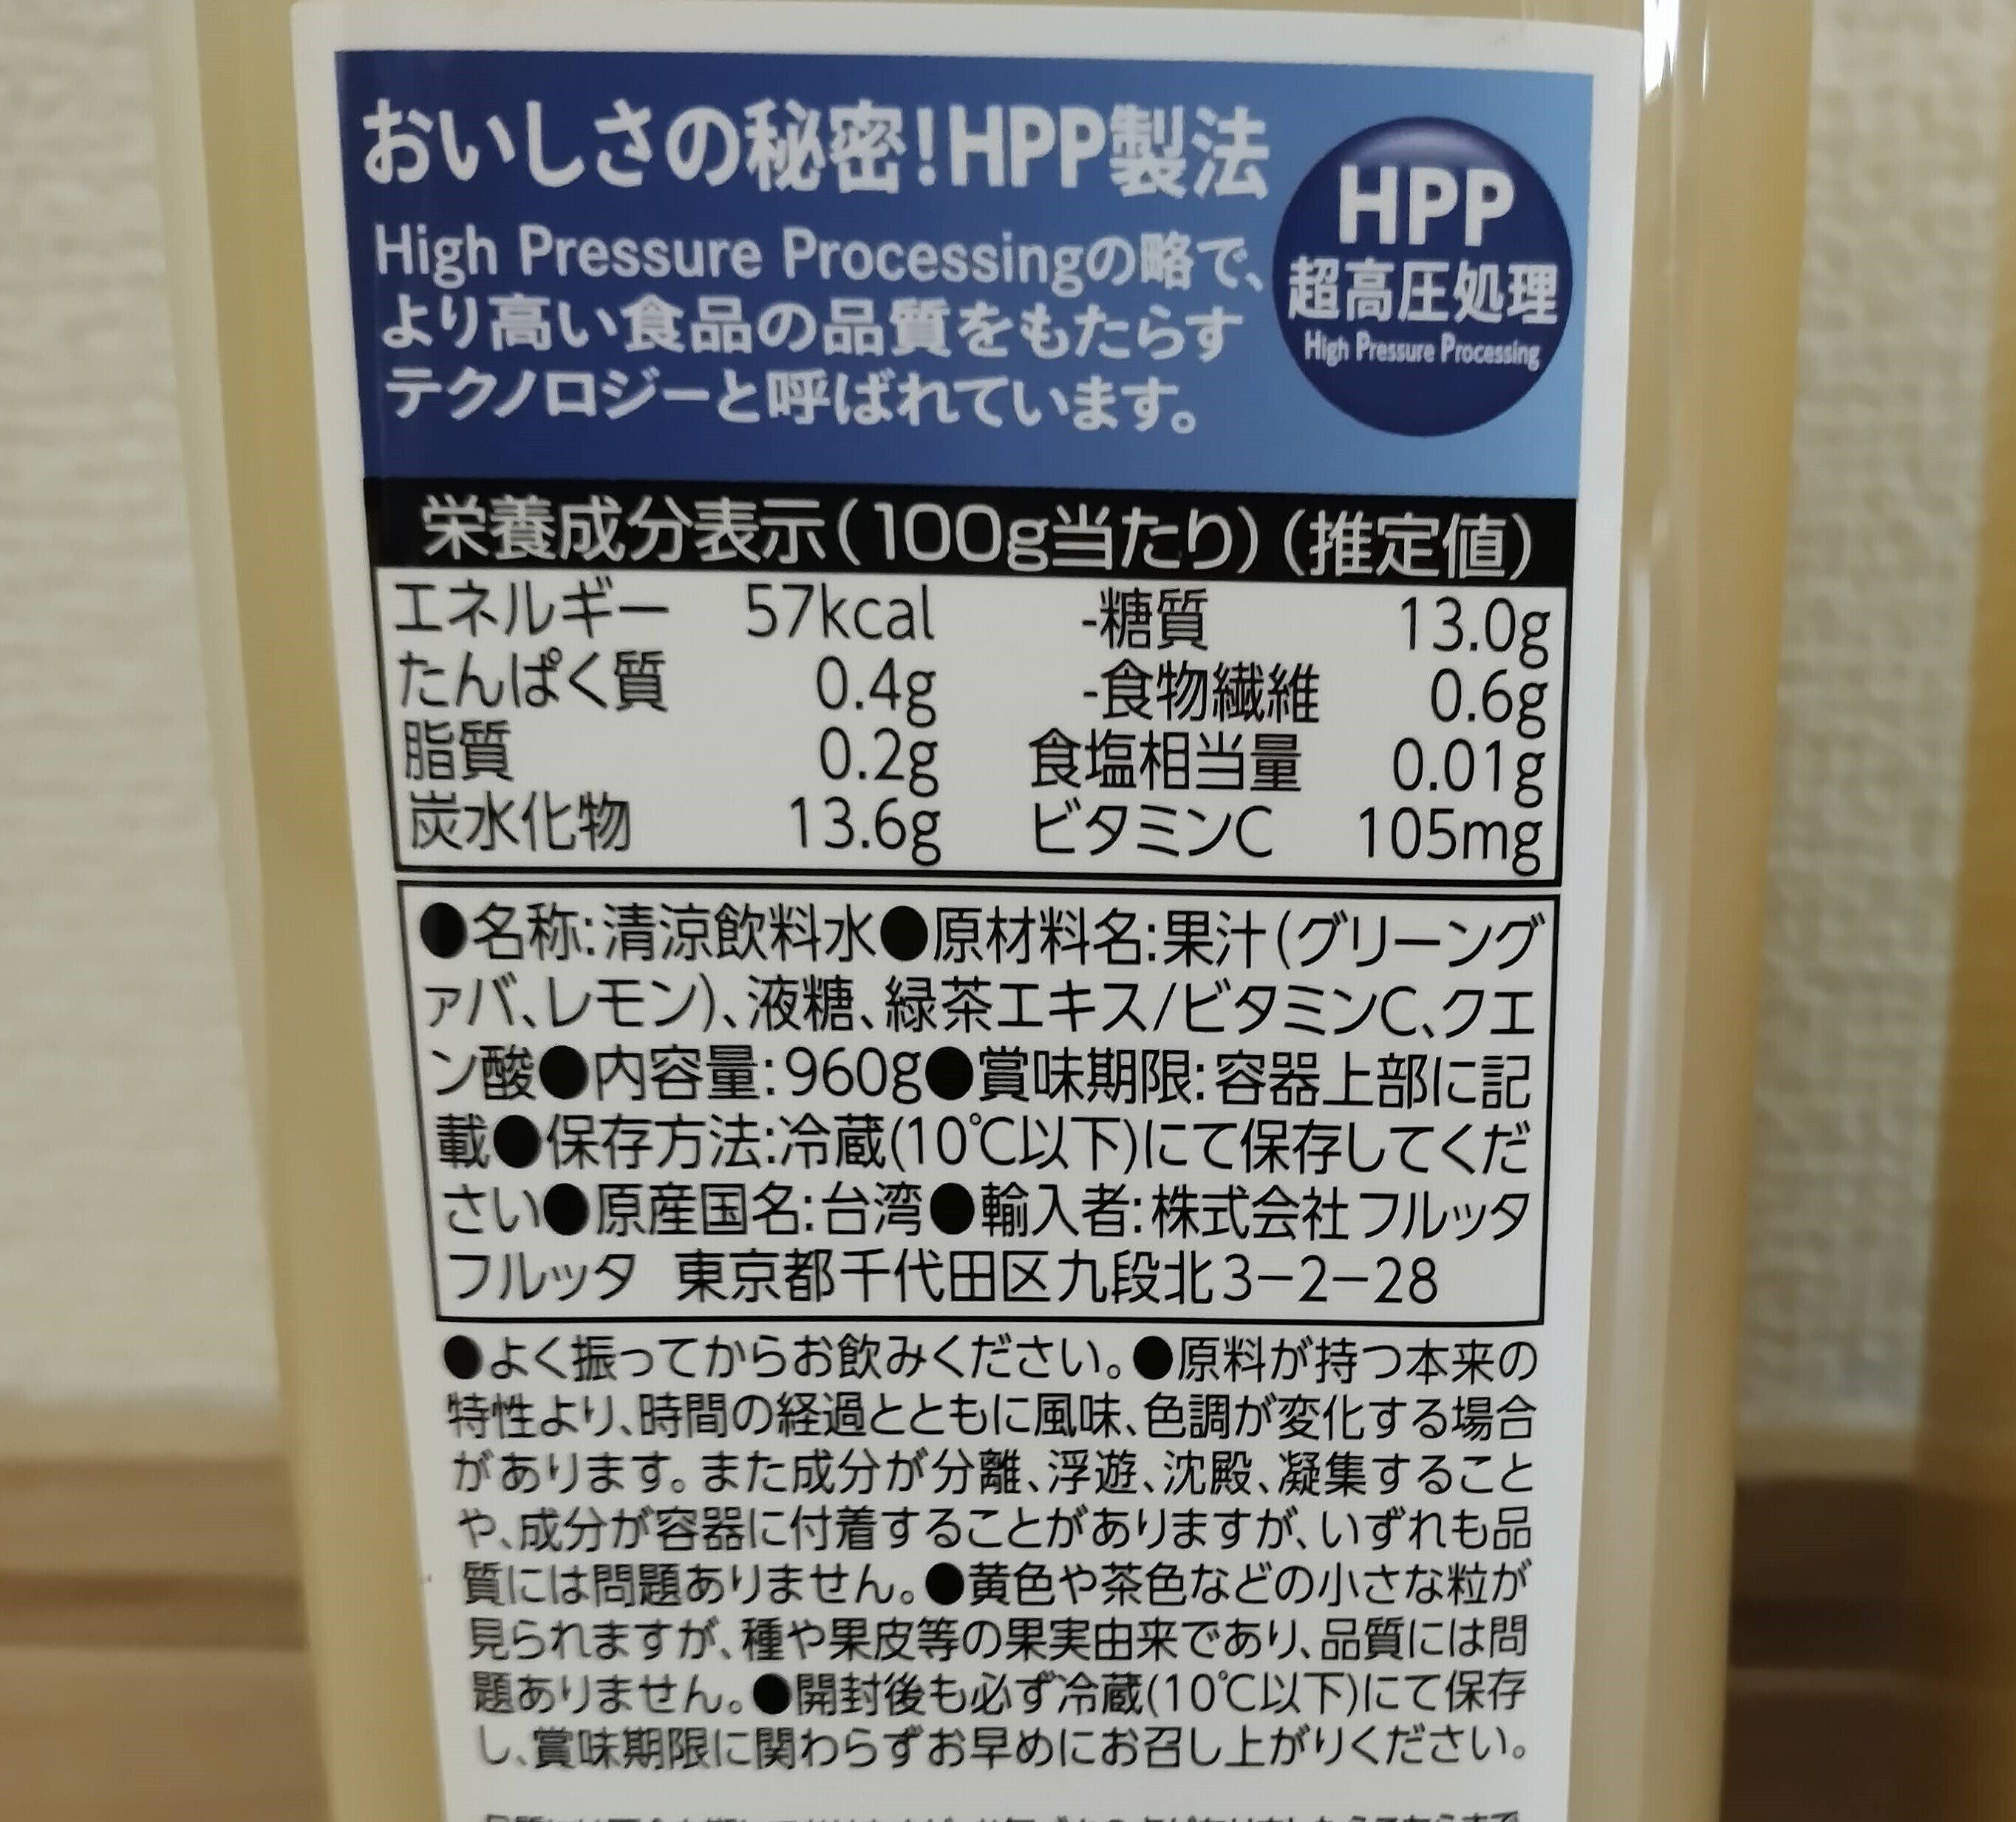 おいしさの秘密!HPP製法
High Pressure Processingの略で、
より高い食品の品質をもたらす
テクノロジーと呼ばれています。
HPP
超高圧処理
High Pressure Processing
栄養成分表示(100g当たり)(推定値)
エネルギー 57kcal -糖質 13.0g
たんぱく質 0.4g -食物繊維 0.6g
脂質 0.2g 食塩相当量 0.01g
炭水化物 13.6g ビタミンC 105mg
●名称:清涼飲料水●原材料名:果汁(グリーング
ァバ、レモン)、液糖、緑茶エキス/ビタミンC、クエ
ン酸●内容量:960g●賞味期限:容器上部に記
載●保存方法:冷蔵(10℃以下)にて保存してくだ
さい●原産国名:台湾●輸入者:株式会社フルッタ
フルッタ 東京都千代田区九段北3−2−28
●よく振ってからお飲みください。●原料が持つ本来の
特性より、時間の経過とともに風味、色調が変化する場合
があります。また成分が分離、浮遊、沈殿、凝集すること
や、成分が容器に付着することがありますが、いずれも品
質には問題ありません。●黄色や茶色などの小さな粒が
見られますが、種や果皮等の果実由来であり、品質には問
題ありません。●開封後も必ず冷蔵(10℃以下)にて保存
し、賞味期限に関わらずお早めにお召し上がりください。